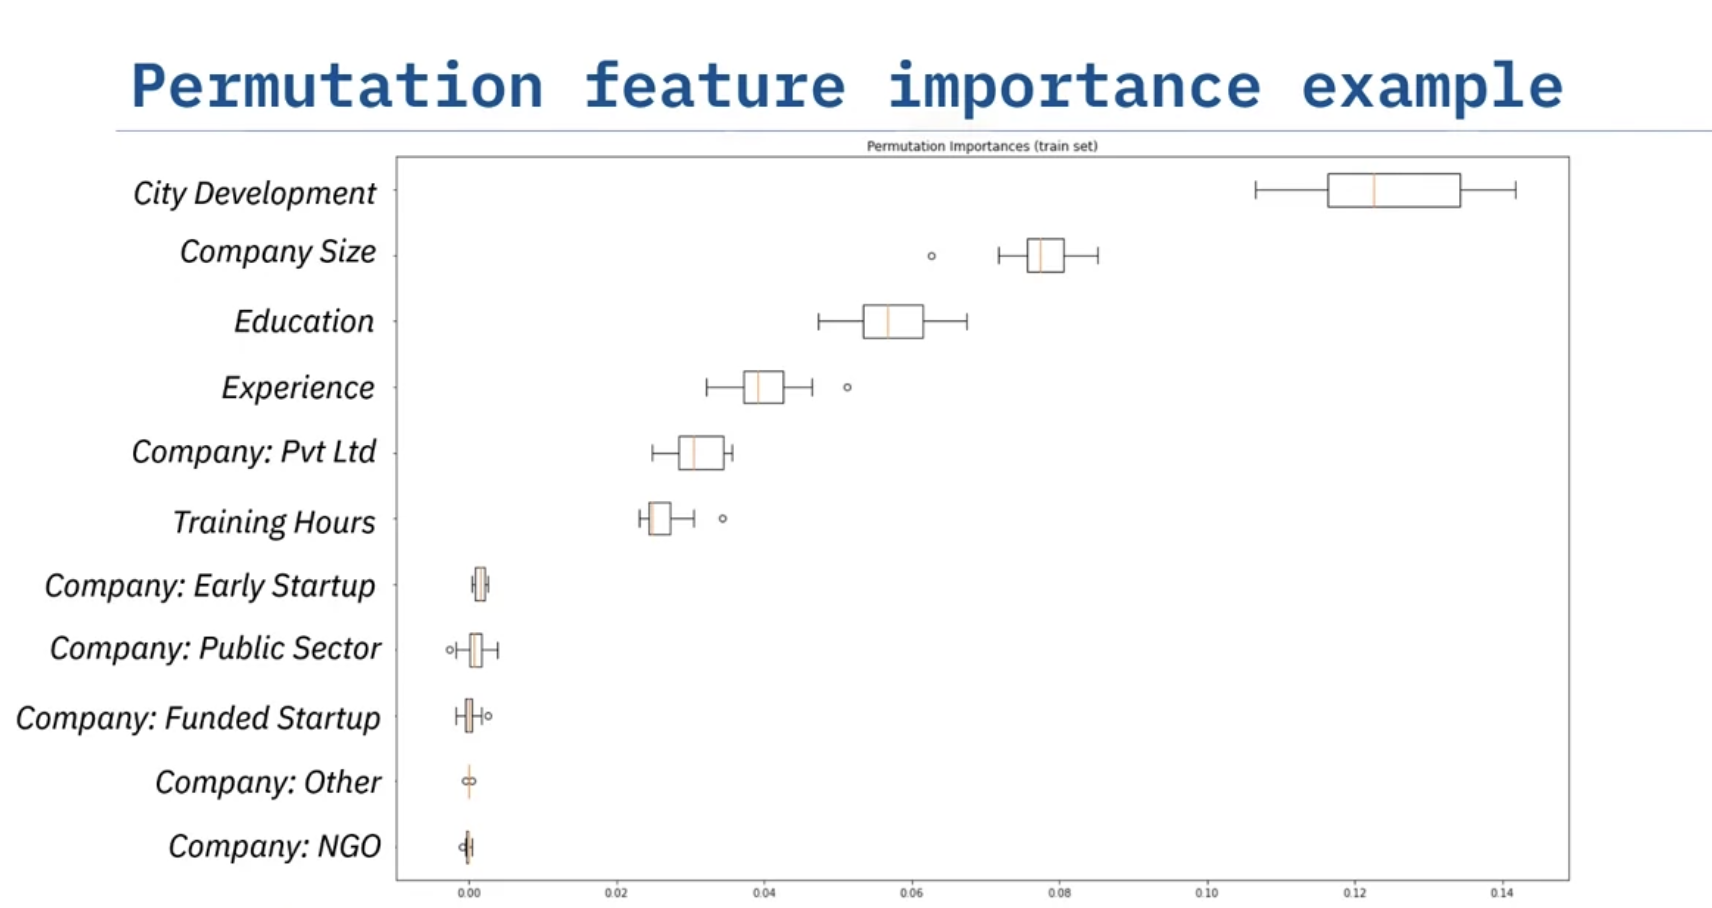 Permutation feature importance example
Permutation Importances (train set)
City Development
Company Size
Education
Experience
Company: Pvt Ltd
Training Hours
Company: Early Startup
Company: Public Sector
Company: Funded Startup
Company: Other
Company: NGO
0.00 0.02 0.04 0.06 0.08 0.10 0.12 0.14